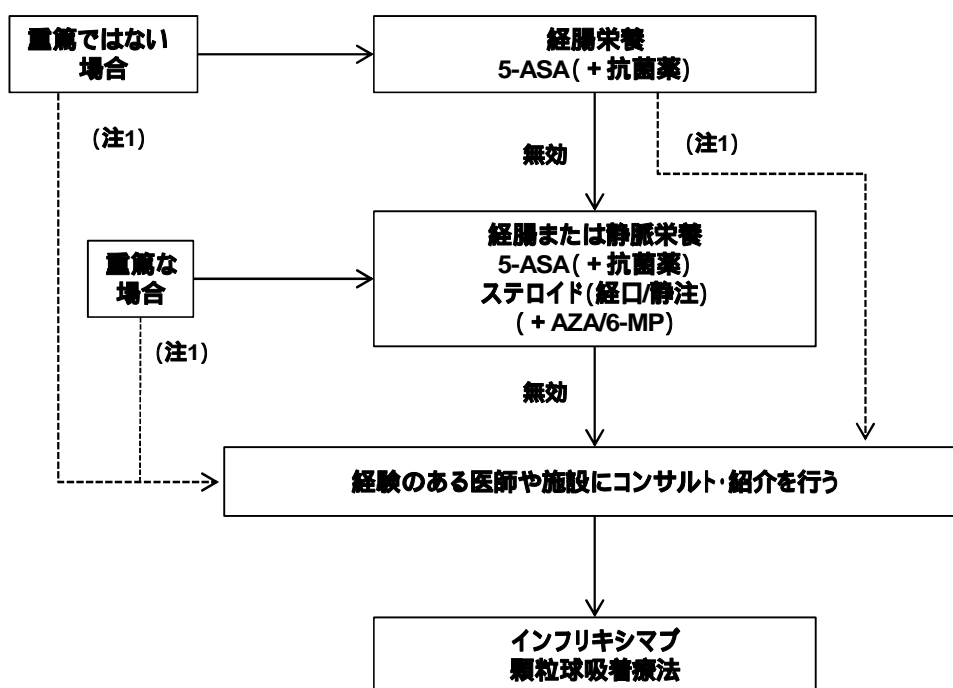 重篤ではない
場合
経腸栄養
5-ASA(+抗菌薬)
(注1)
無効
(注1)
重篤な
場合
経腸または静脈栄養
5-ASA(+抗菌薬)
ステロイド(経口/静注)
(+AZA/6-MP)
(注1)
無効
経験のある医師や施設にコンサルト・紹介を行う
インフリキシマブ
顆粒球吸着療法